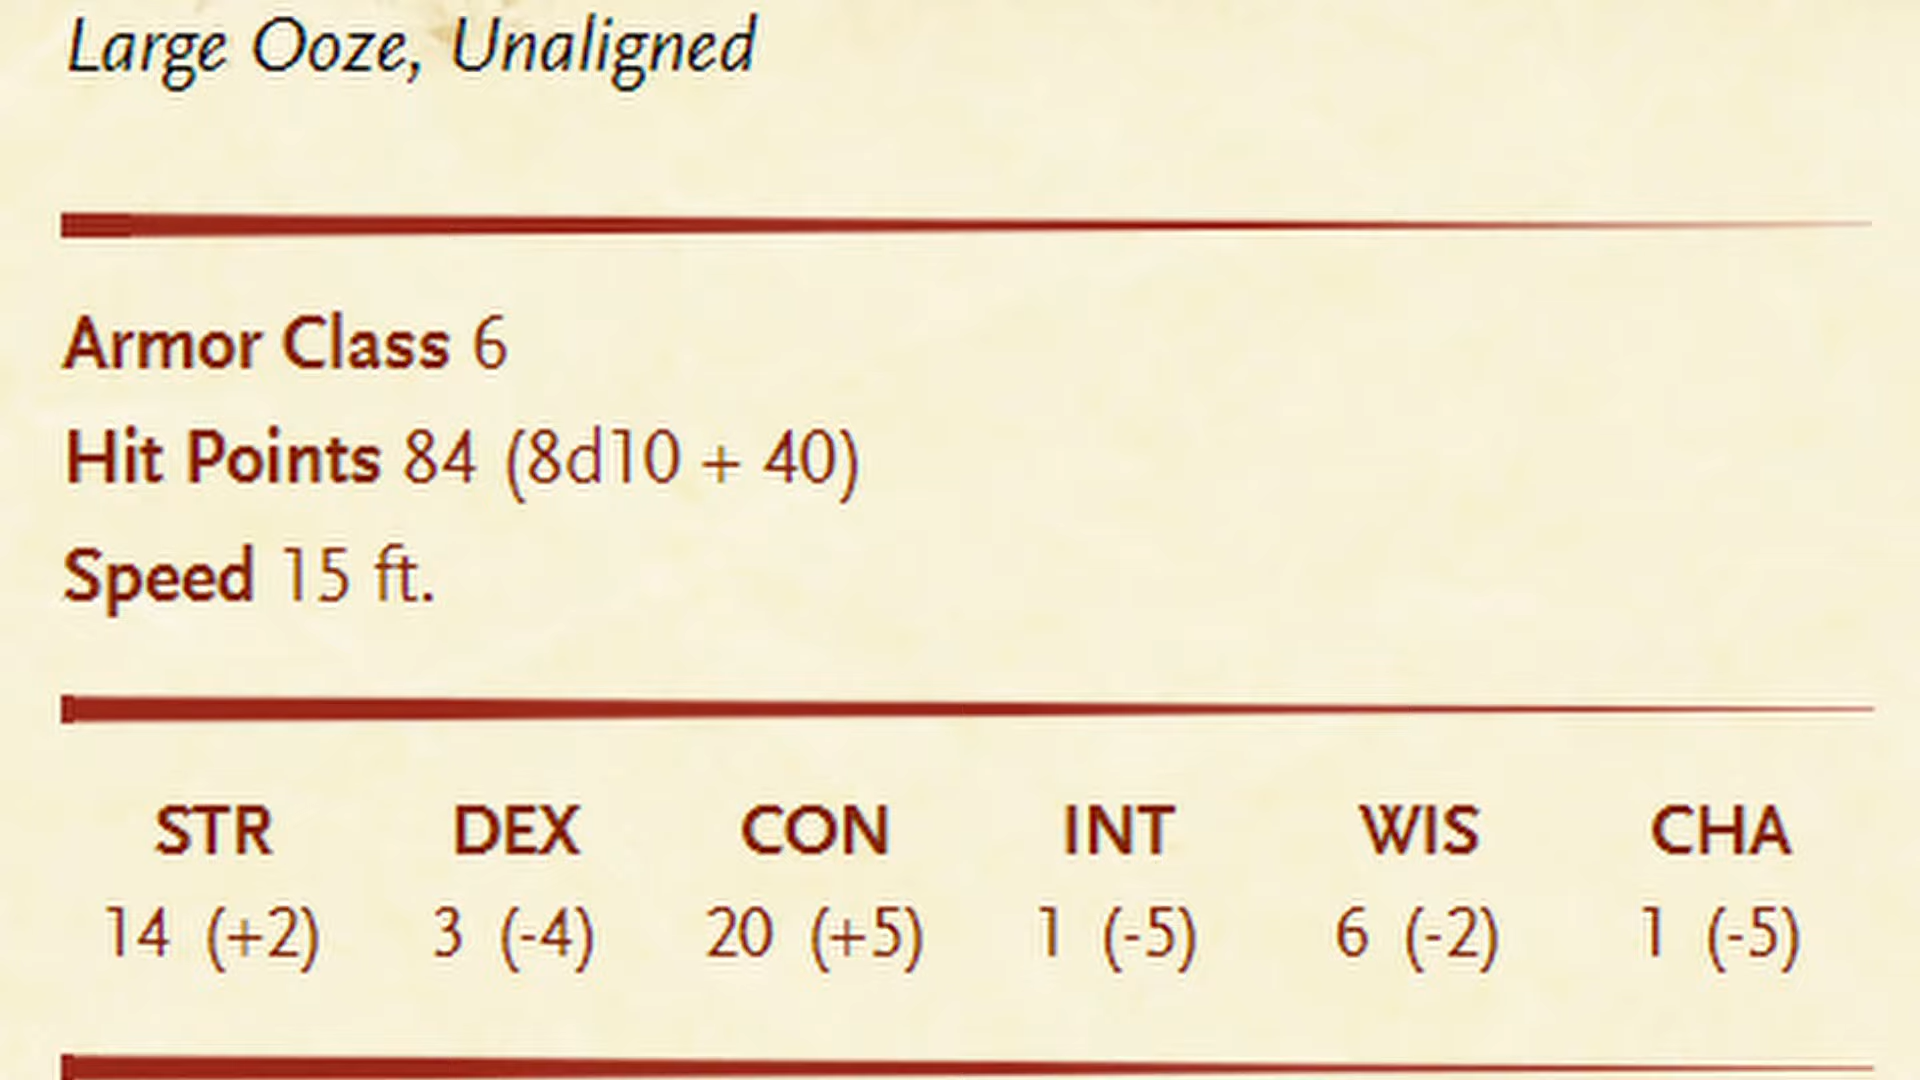 Large Ooze, Unaligned
Armor Class 6
Hit Points 84 (8d10 + 40)
Speed 15 ft.
STR DEX CON INT WIS CHA
14 (+2) 3 (-4) 20 (+5) 1 (-5) 6 (-2) 1 (-5)